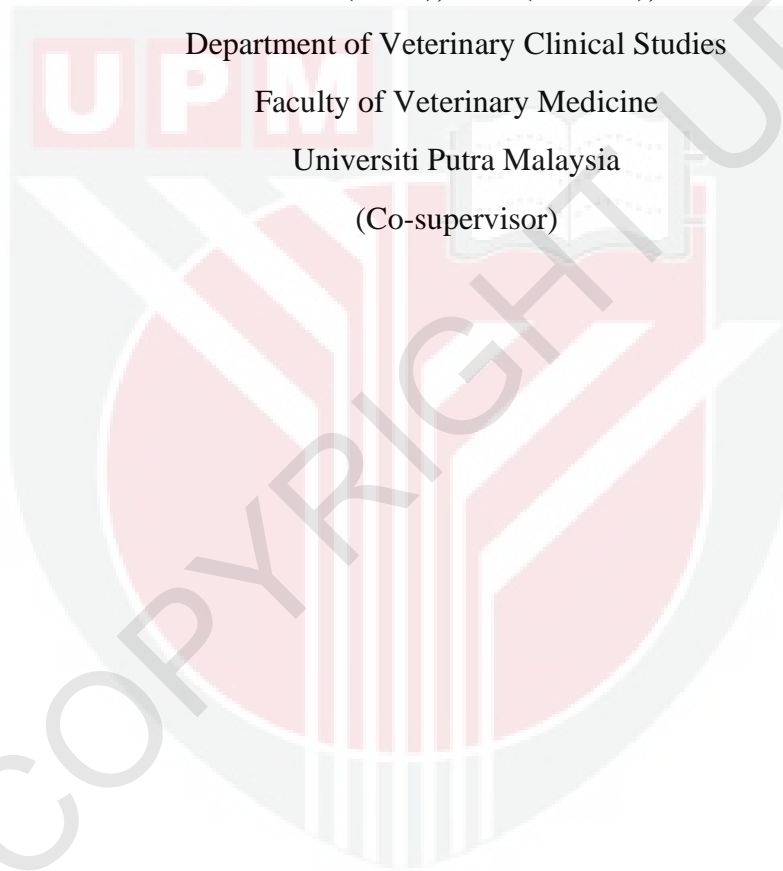 Department of Veterinary Clinical Studies
Faculty of Veterinary Medicine
Universiti Putra Malaysia
(Co-supervisor)
UPM
COPYRIGHT